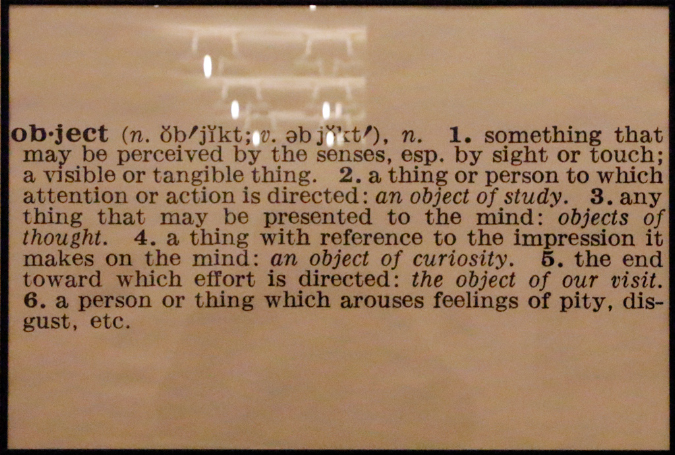 ob·ject (n. ŏb′jĭkt; v. əb jĕkt′), n. 1. something that
may be perceived by the senses, esp. by sight or touch;
a visible or tangible thing. 2. a thing or person to which
attention or action is directed: an object of study. 3. any
thing that may be presented to the mind: objects of
thought. 4. a thing with reference to the impression it
makes on the mind: an object of curiosity. 5. the end
toward which effort is directed: the object of our visit.
6. a person or thing which arouses feelings of pity, dis-
gust, etc.